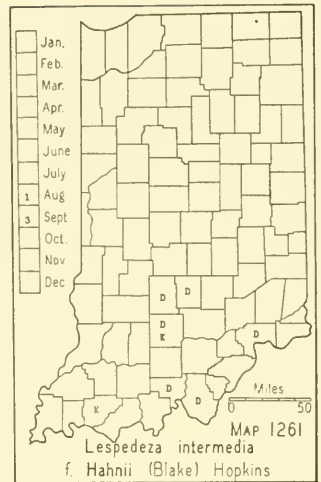 Jan.
Feb.
Mar.
Apr.
May
June
July
1 Aug
3 Sept
Oct.
Nov
Dec
D D
D
K D
D
K D
Miles
0 50
MAP 1261
Lespedeza intermedia
f. Hahnii (Blake) Hopkins